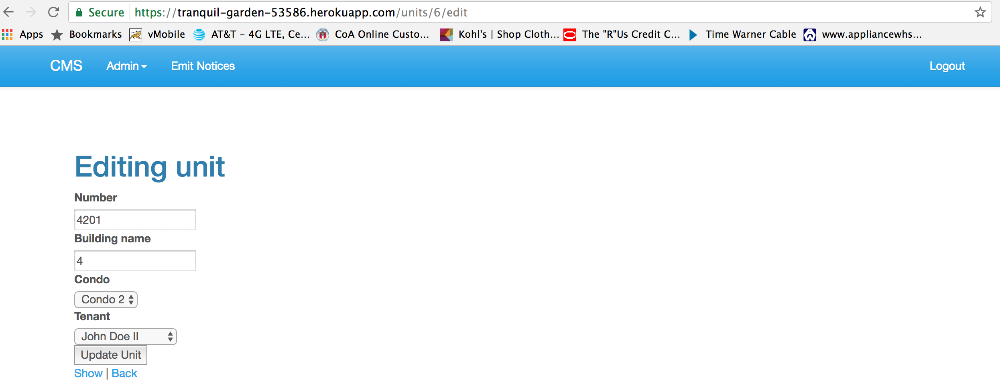 Secure https://tranquil-garden-53586.herokuapp.com/units/6/edit
Apps Bookmarks vMobile AT&T - 4G LTE, Ce... CoA Online Custo... Kohl's | Shop Cloth... The "R"Us Credit C... Time Warner Cable www.appliancewhs...
CMS Admin Emit Notices Logout
Editing unit
Number
4201
Building name
4
Condo
Condo 2
Tenant
John Doe II
Update Unit
Show | Back